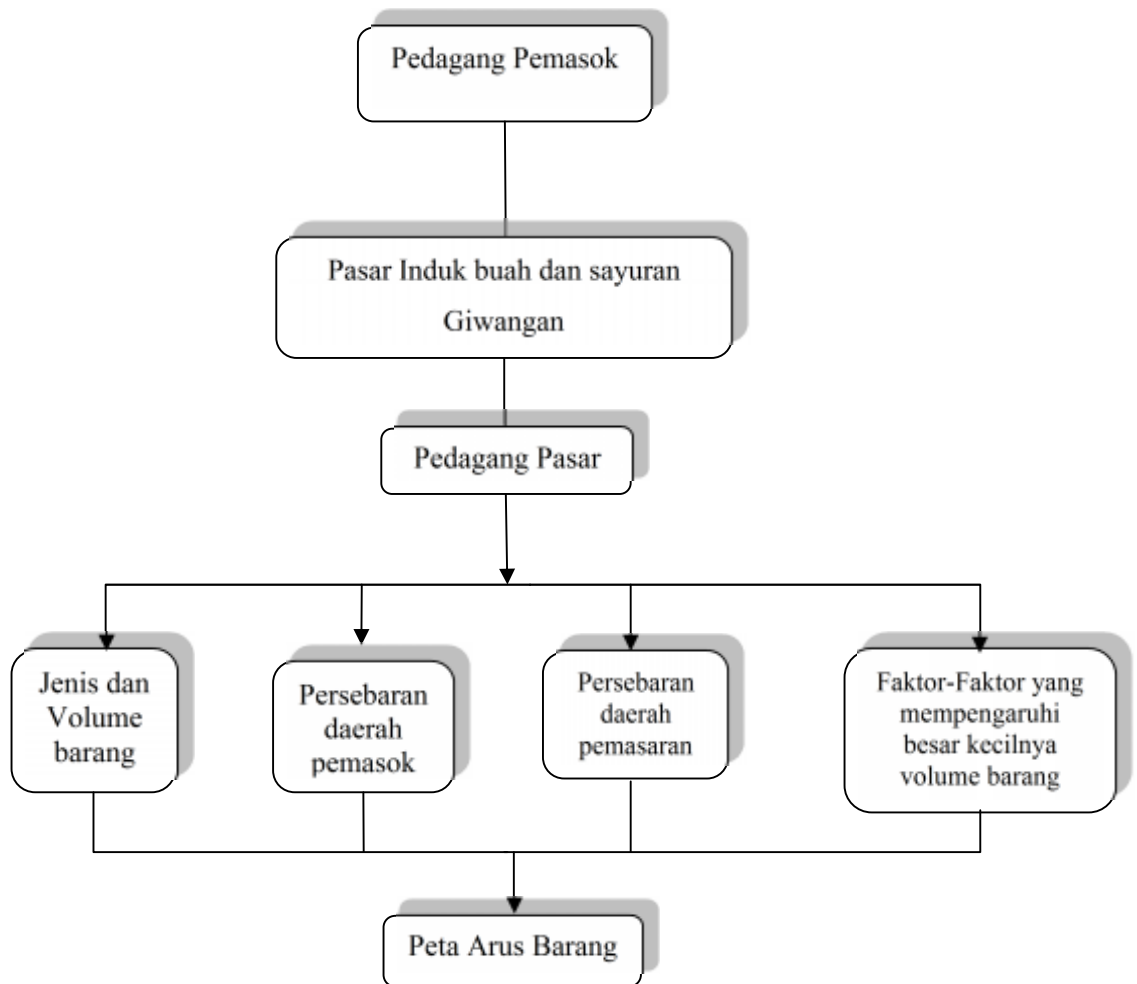 Pedagang Pemasok
Pasar Induk buah dan sayuran
Giwangan
Pedagang Pasar
Jenis dan
Volume
barang
Persebaran
daerah
pemasok
Persebaran
daerah
pemasaran
Faktor-Faktor yang
mempengaruhi
besar kecilnya
volume barang
Peta Arus Barang